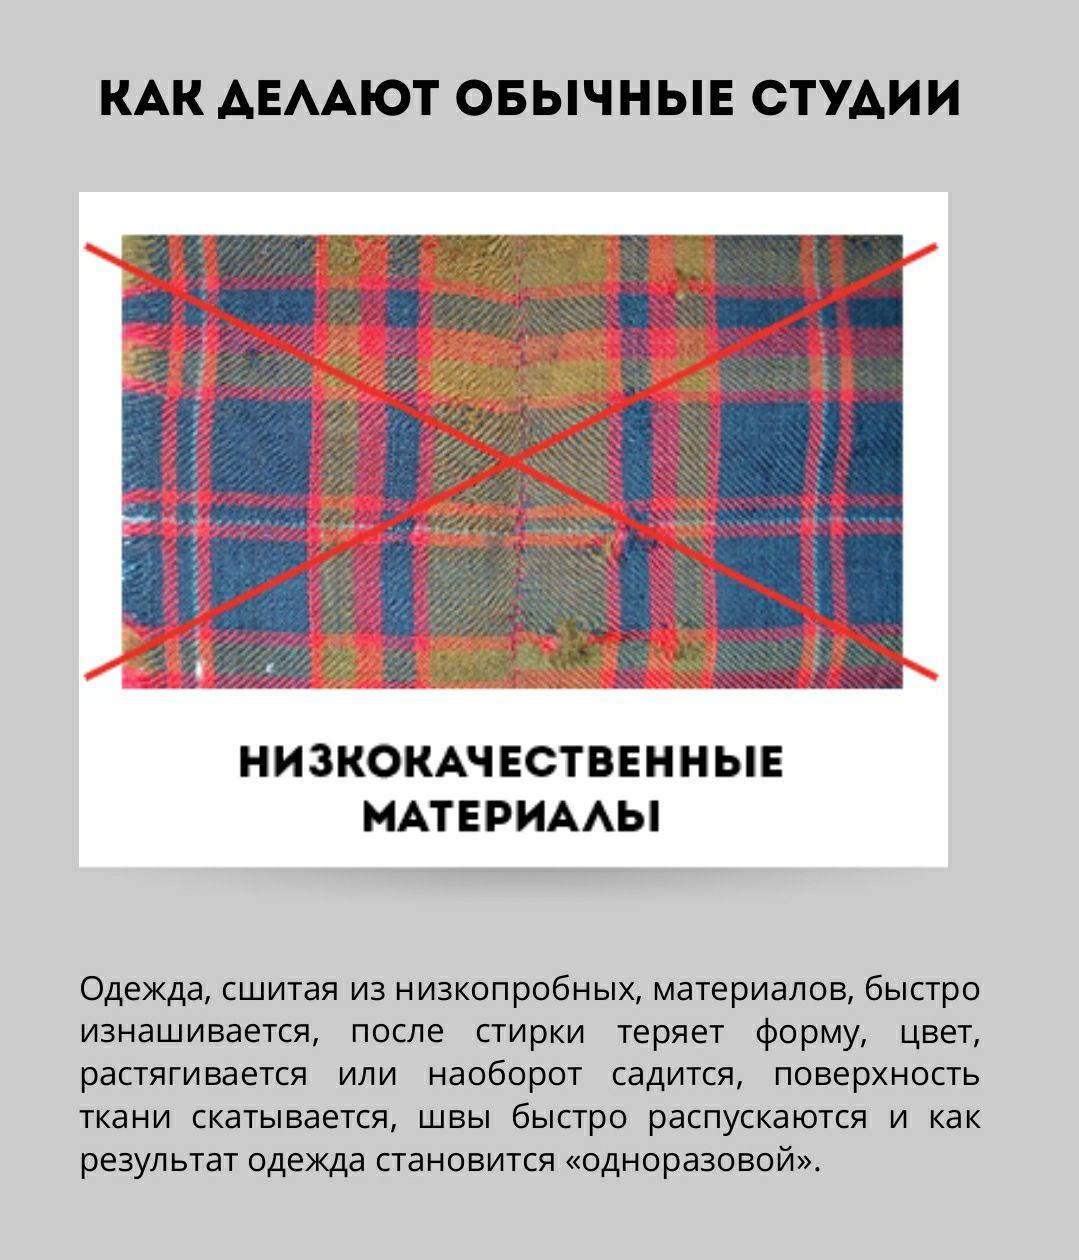 КАК ДЕЛАЮТ ОБЫЧНЫЕ СТУДИИ
НИЗКОКАЧЕСТВЕННЫЕ
МАТЕРИАЛЫ
Одежда, сшитая из низкопробных, материалов, быстро
изнашивается, после стирки теряет форму, цвет,
растягивается или наоборот садится, поверхность
ткани скатывается, швы быстро распускаются и как
результат одежда становится «одноразовой».